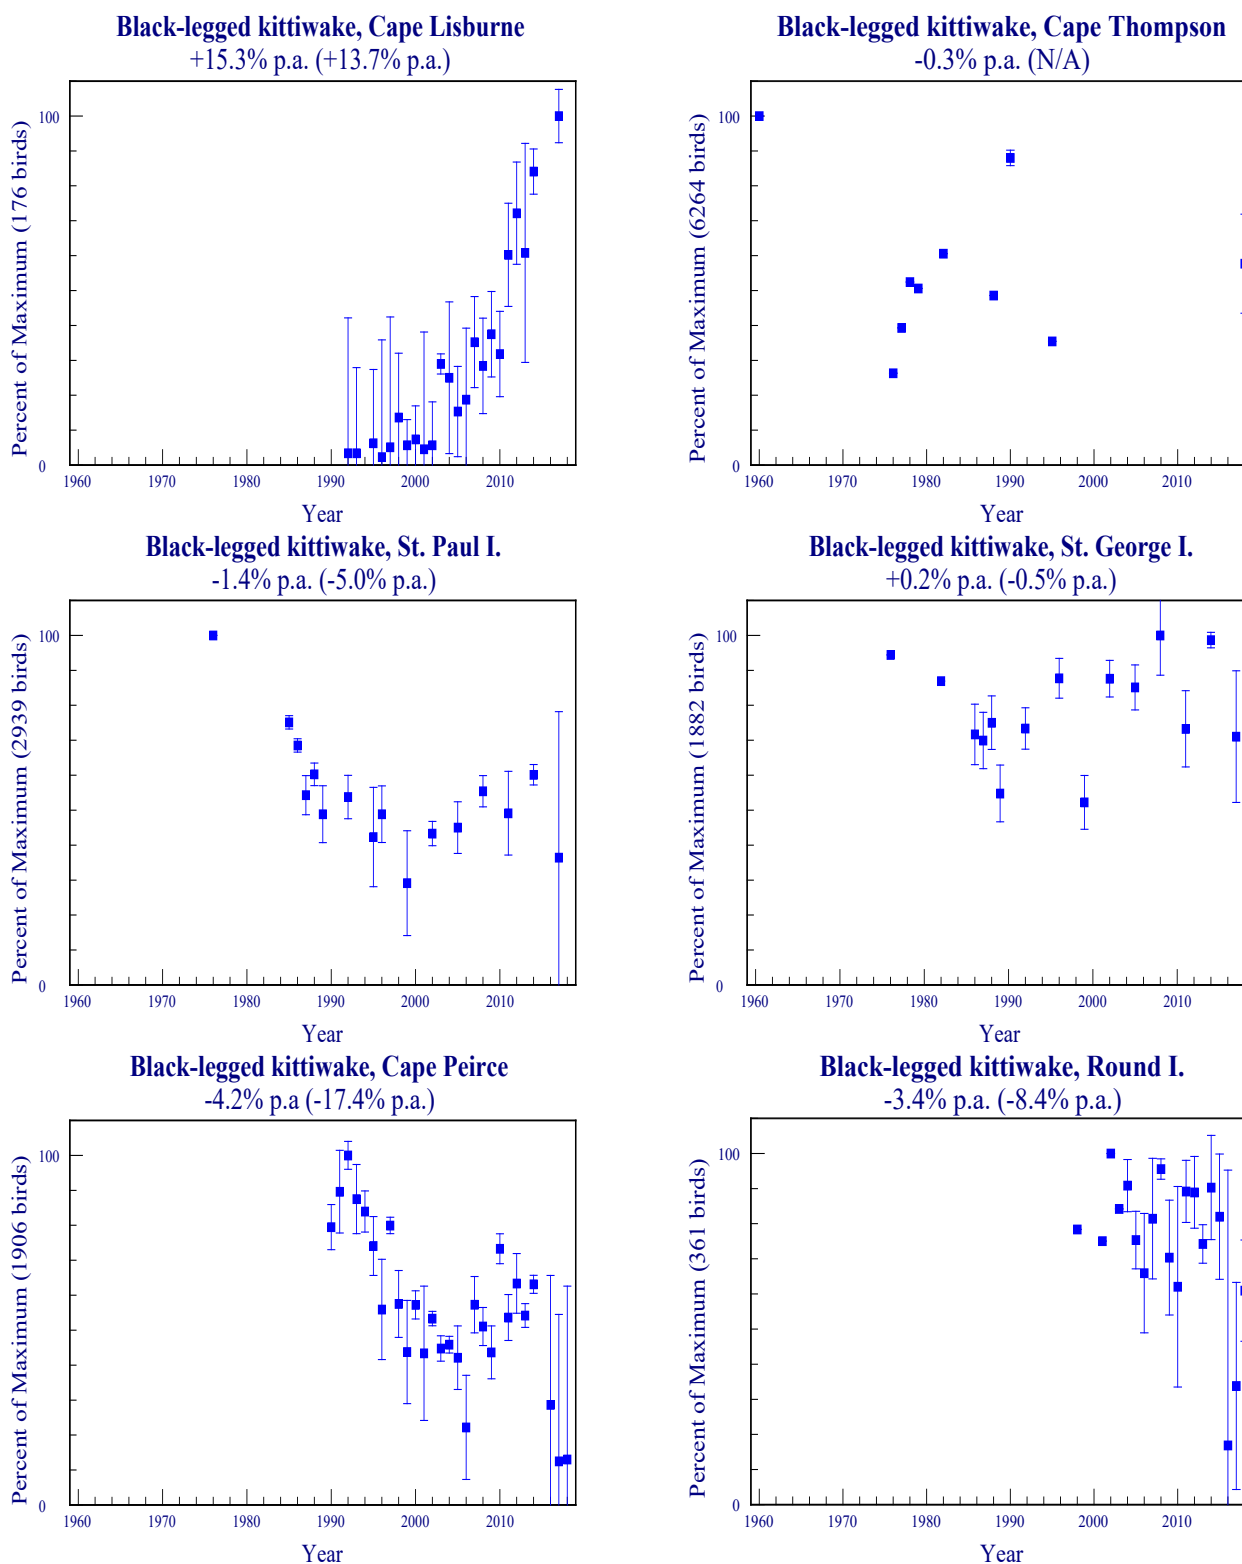 Black-legged kittiwake, Cape Lisburne
+15.3% p.a. (+13.7% p.a.)
Percent of Maximum (176 birds)
100
0
1960 1970 1980 1990 2000 2010
Year
Black-legged kittiwake, Cape Thompson
-0.3% p.a. (N/A)
Percent of Maximum (6264 birds)
100
0
1960 1970 1980 1990 2000 2010
Year
Black-legged kittiwake, St. Paul I.
-1.4% p.a. (-5.0% p.a.)
Percent of Maximum (2939 birds)
100
0
1960 1970 1980 1990 2000 2010
Year
Black-legged kittiwake, St. George I.
+0.2% p.a. (-0.5% p.a.)
Percent of Maximum (1882 birds)
100
0
1960 1970 1980 1990 2000 2010
Year
Black-legged kittiwake, Cape Peirce
-4.2% p.a (-17.4% p.a.)
Percent of Maximum (1906 birds)
100
0
1960 1970 1980 1990 2000 2010
Year
Black-legged kittiwake, Round I.
-3.4% p.a. (-8.4% p.a.)
Percent of Maximum (361 birds)
100
0
1960 1970 1980 1990 2000 2010
Year